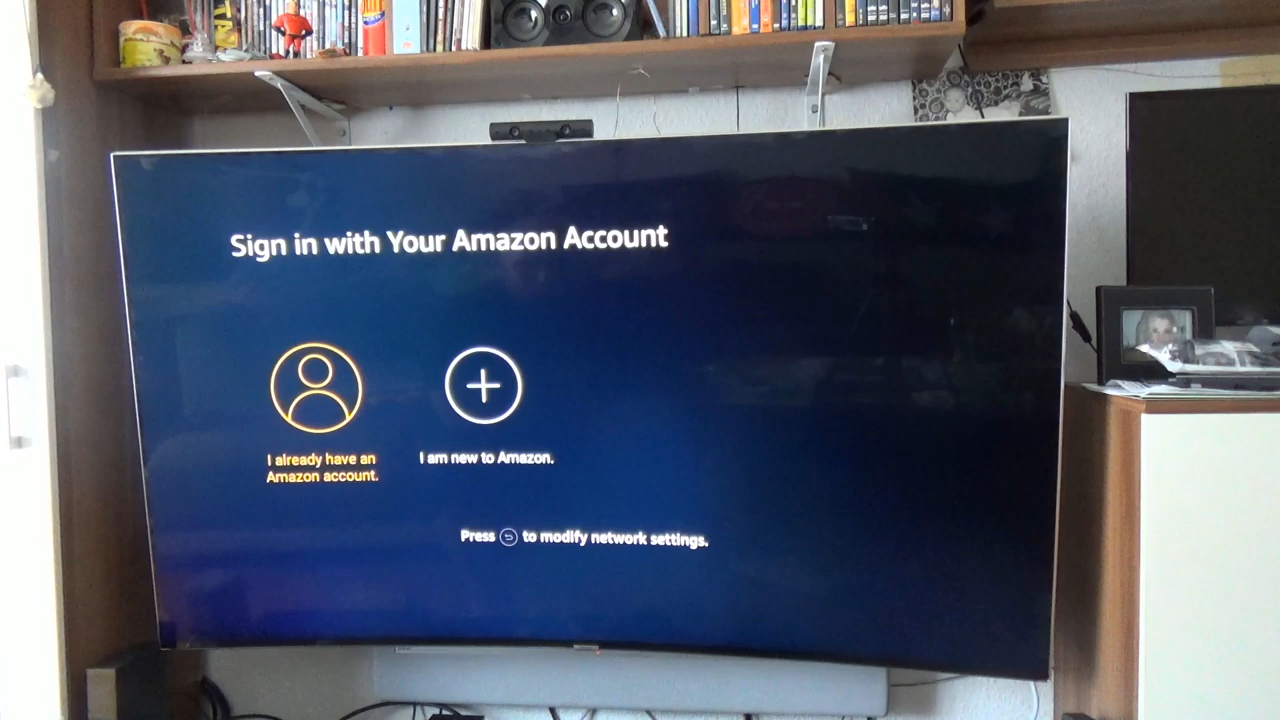 Sign in with Your Amazon Account
I already have an
Amazon account.
I am new to Amazon.
Press to modify network settings.